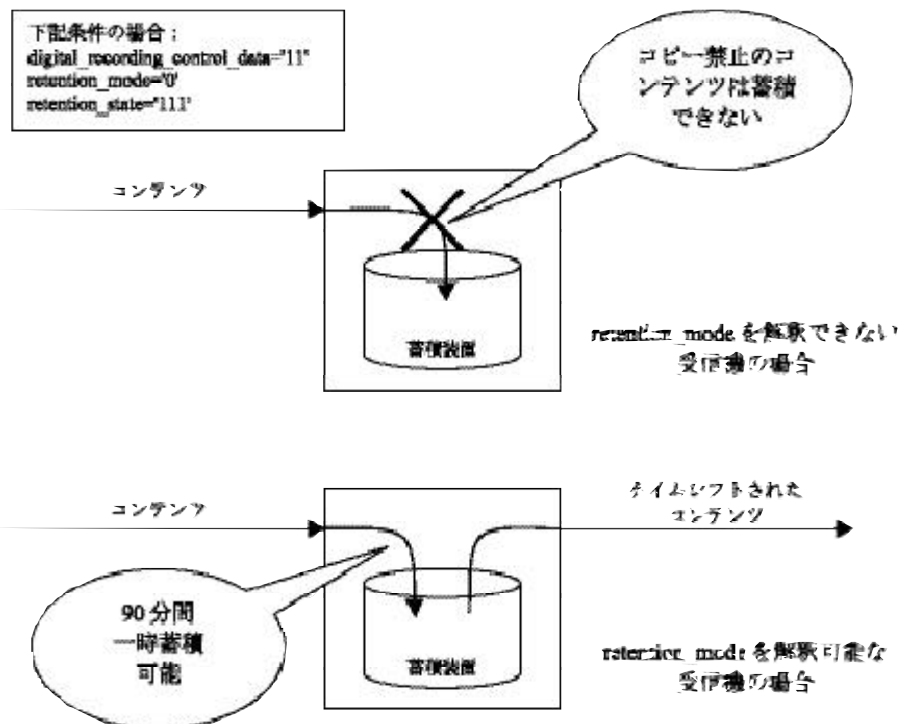 下記条件の場合：
digital_recording_control_data="11"
retention_mode='0'
retention_state='111'
コピー禁止のコ
ンテンツは蓄積
できない
コンテンツ
蓄積装置
retention_mode を解釈できない
受信機の場合
コンテンツ
タイムシフトされた
コンテンツ
90 分間
一時蓄積
可能
蓄積装置
retention_mode を解釈可能な
受信機の場合